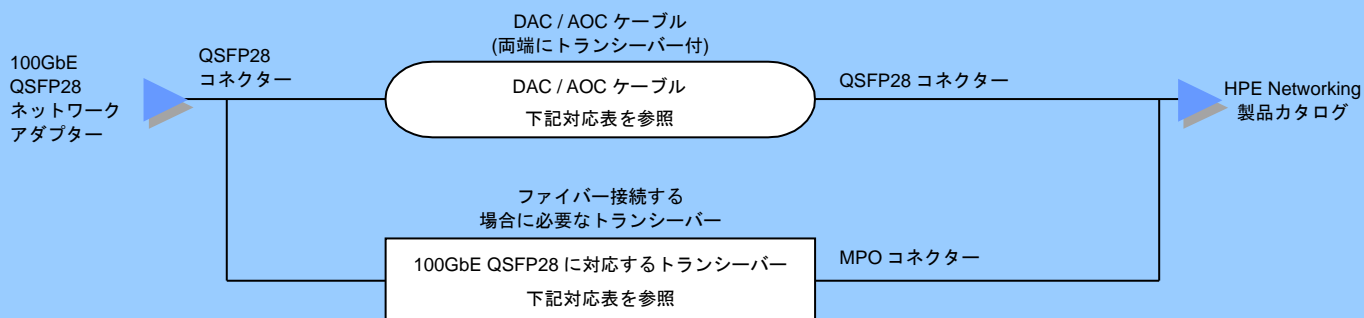 100GbE
QSFP28
ネットワーク
アダプター
QSFP28
コネクター
DAC / AOC ケーブル
(両端にトランシーバー付)
DAC / AOC ケーブル
下記対応表を参照
QSFP28 コネクター
HPE Networking
製品カタログ
ファイバー接続する
場合に必要なトランシーバー
100GbE QSFP28 に対応するトランシーバー
下記対応表を参照
MPO コネクター